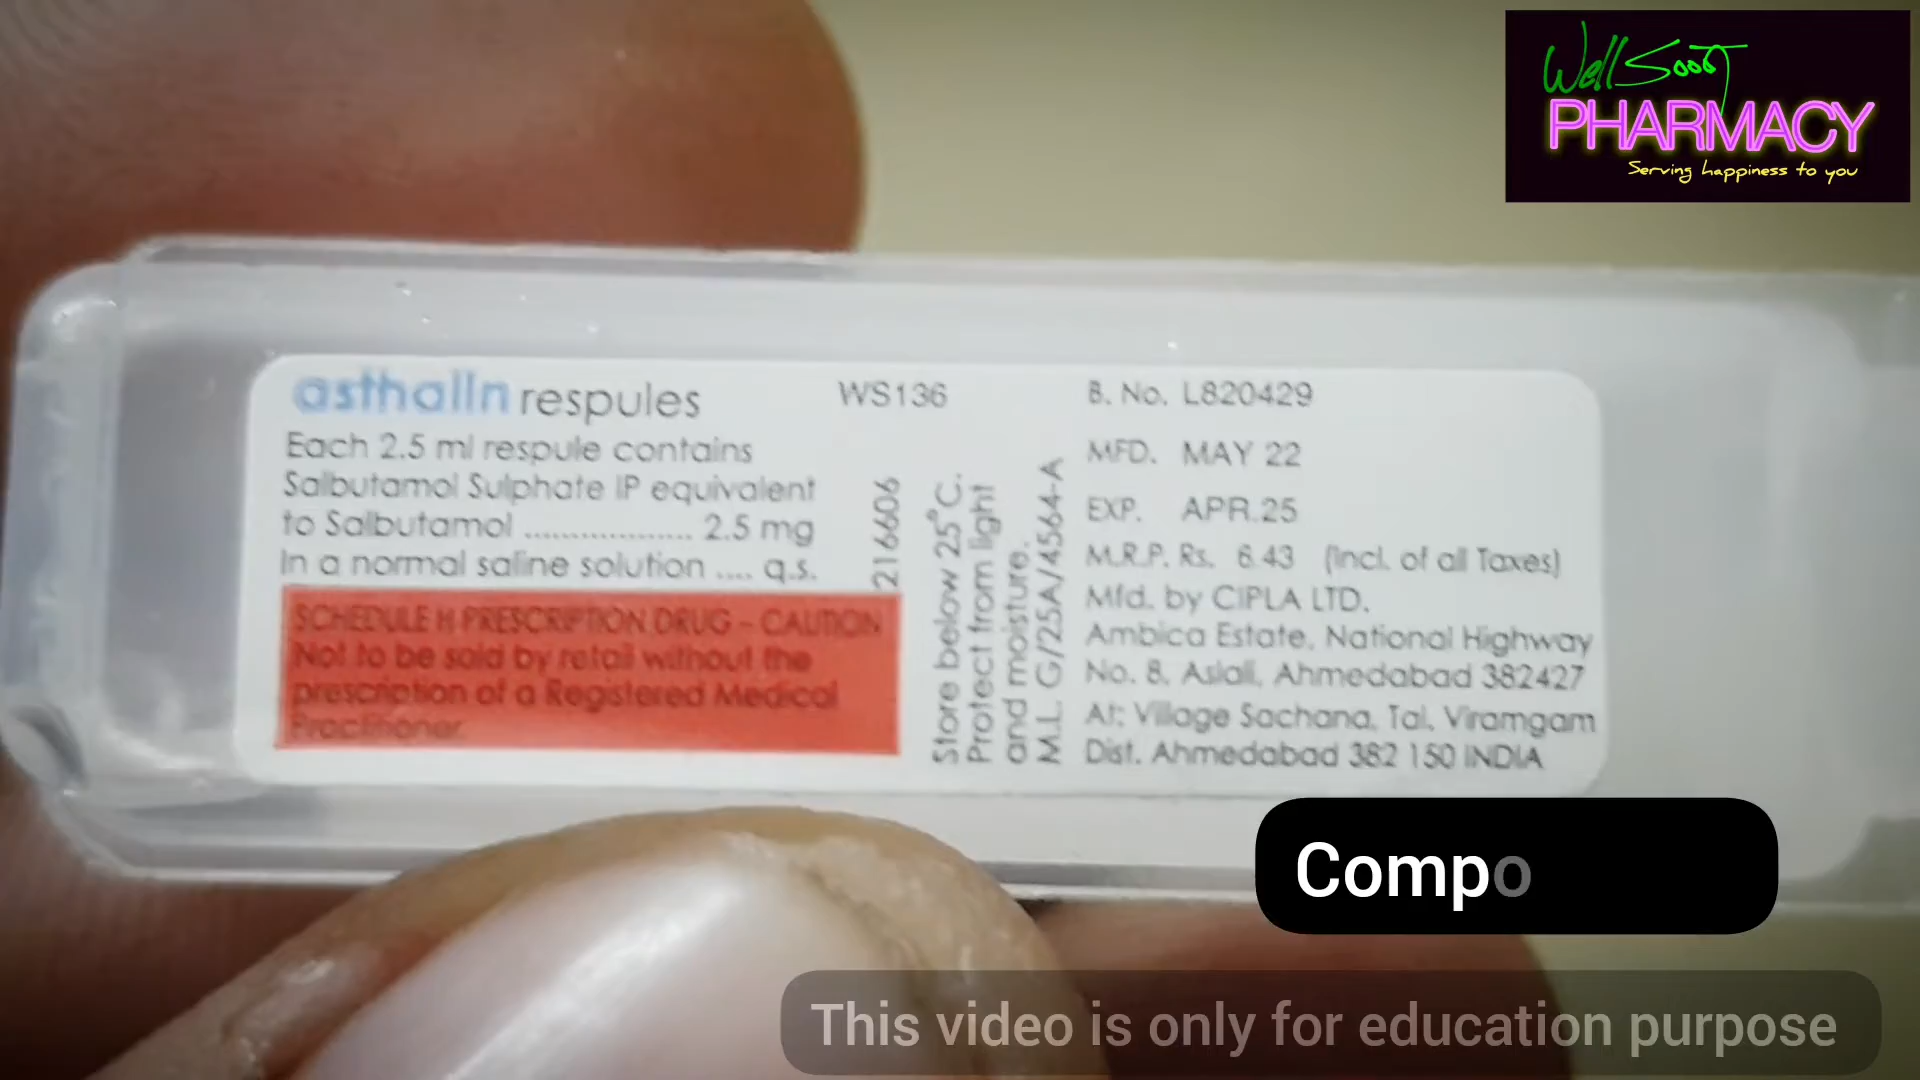 Well Soon
PHARMACY
Serving happiness to you
asthalin respules
Each 2.5 ml respule contains
Salbutamol Sulphate IP equivalent
to Salbutamol .................. 2.5 mg
In a normal saline solution .... q.s.
SCHEDULE H PRESCRIPTION DRUG - CAUTION
Not to be sold by retail without the
prescription of a Registered Medical
Practitioner.
WS136
216606
Store below 25°C.
Protect from light
and moisture.
M.L. G/25A/4564-A
B. No. L820429
MFD. MAY 22
EXP. APR.25
M.R.P. Rs. 6.43 (Incl. of all Taxes)
Mfd. by CIPLA LTD.
Ambica Estate, National Highway
No. 8, Aslali, Ahmedabad 382427
At: Village Sachana, Tal. Viramgam
Dist. Ahmedabad 382 150 INDIA
Compo
This video is only for education purpose